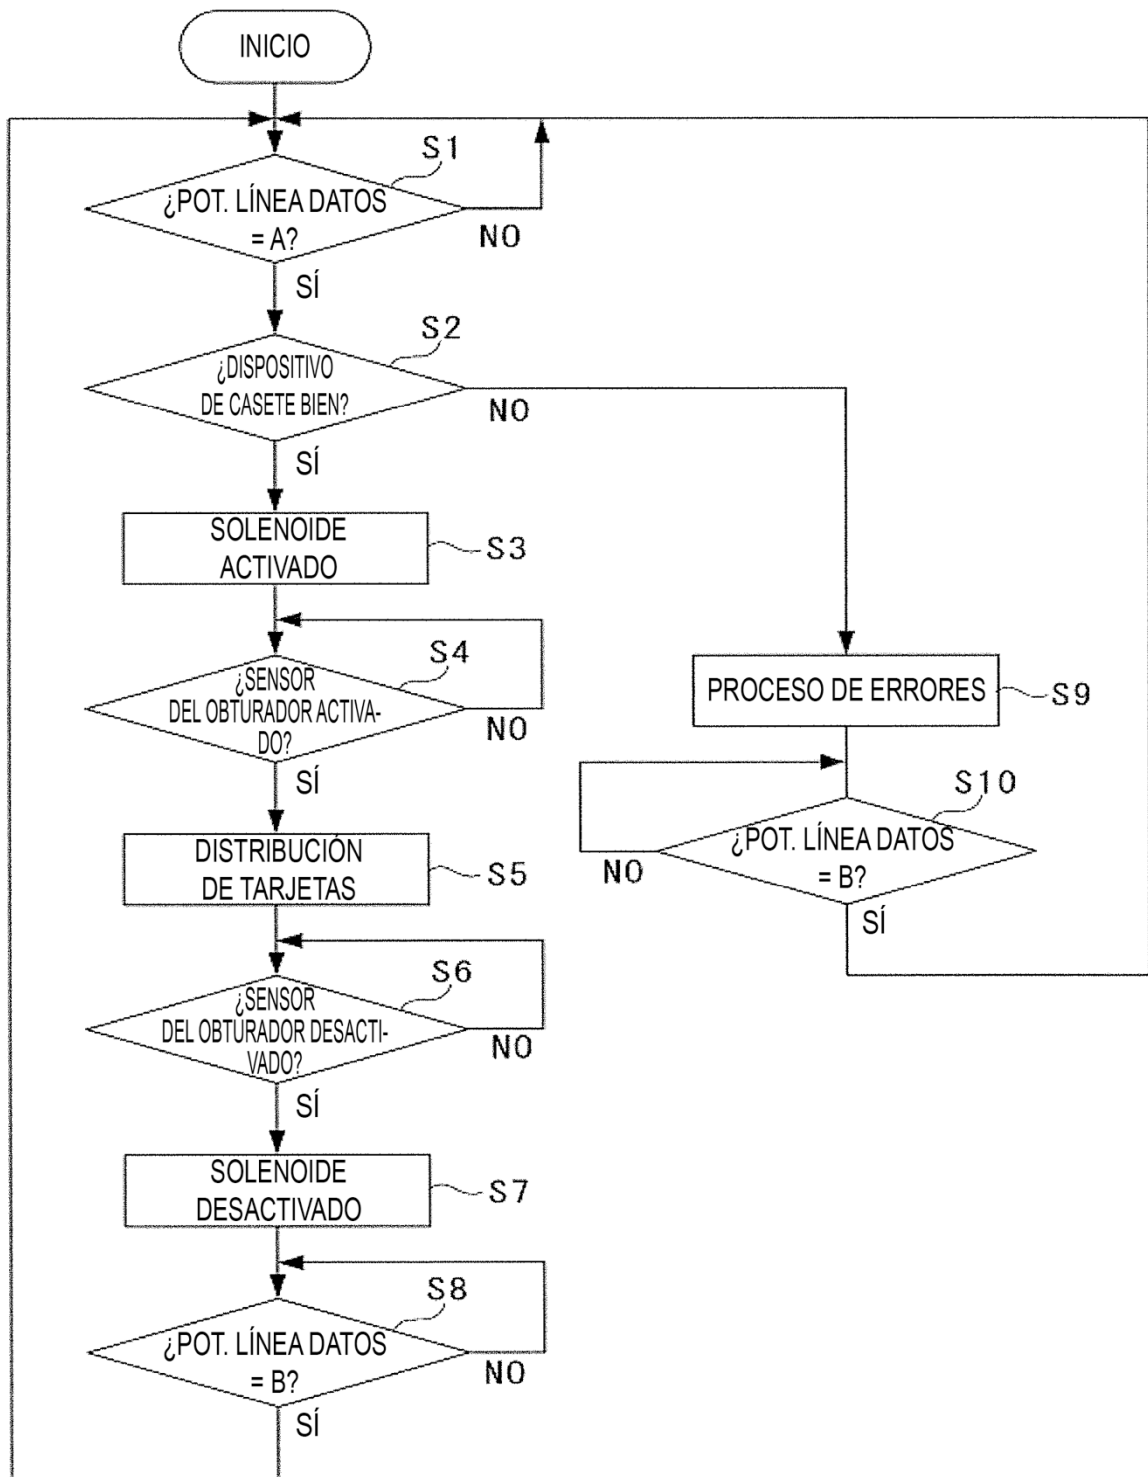 INICIO
S1
¿POT. LÍNEA DATOS
= A?
NO
SÍ
S2
¿DISPOSITIVO
DE CASETE BIEN?
NO
SÍ
SOLENOIDE
ACTIVADO
S3
S4
¿SENSOR
DEL OBTURADOR ACTIVA-
DO?
NO
SÍ
DISTRIBUCIÓN
DE TARJETAS
S5
S6
¿SENSOR
DEL OBTURADOR DESACTI-
VADO?
NO
SÍ
SOLENOIDE
DESACTIVADO
S7
S8
¿POT. LÍNEA DATOS
= B?
NO
SÍ
PROCESO DE ERRORES
S9
S10
¿POT. LÍNEA DATOS
= B?
NO
SÍ